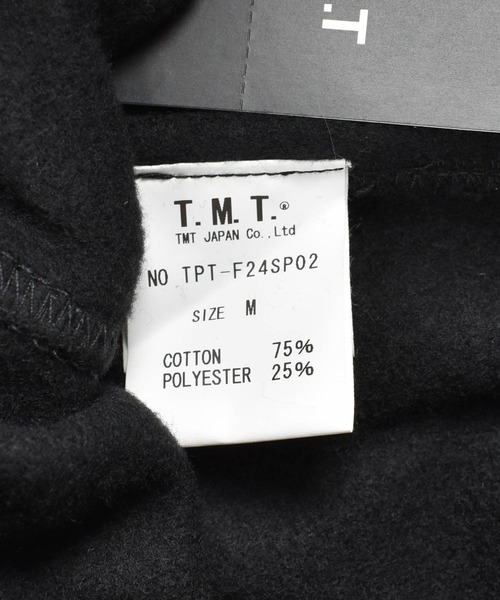 .T
T.M.T.®
TMT JAPAN Co.,Ltd
NO TPT-F24SP02
SIZE M
COTTON 75%
POLYESTER 25%